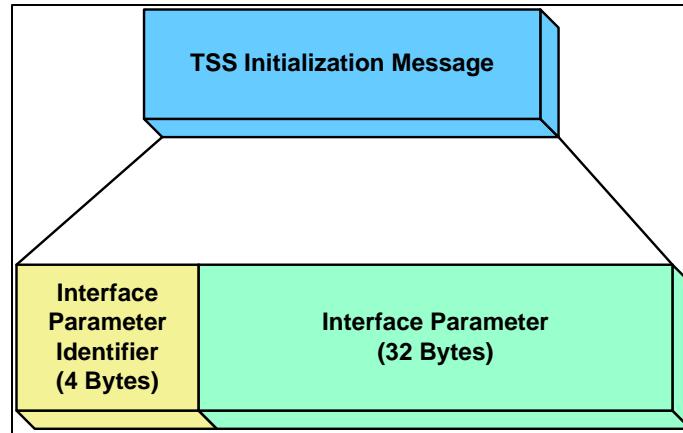 TSS Initialization Message
Interface
Parameter
Identifier
(4 Bytes)
Interface Parameter
(32 Bytes)